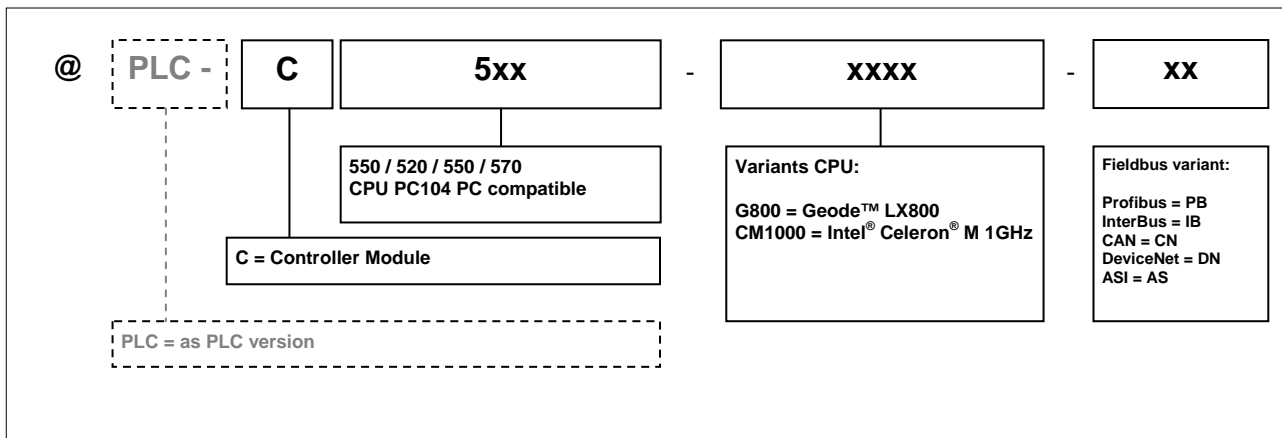 @ PLC - C 5xx - xxxx - xx
550 / 520 / 550 / 570
CPU PC104 PC compatible
Variants CPU:
G800 = Geode™ LX800
CM1000 = Intel® Celeron® M 1GHz
Fieldbus variant:
Profibus = PB
InterBus = IB
CAN = CN
DeviceNet = DN
ASI = AS
C = Controller Module
PLC = as PLC version